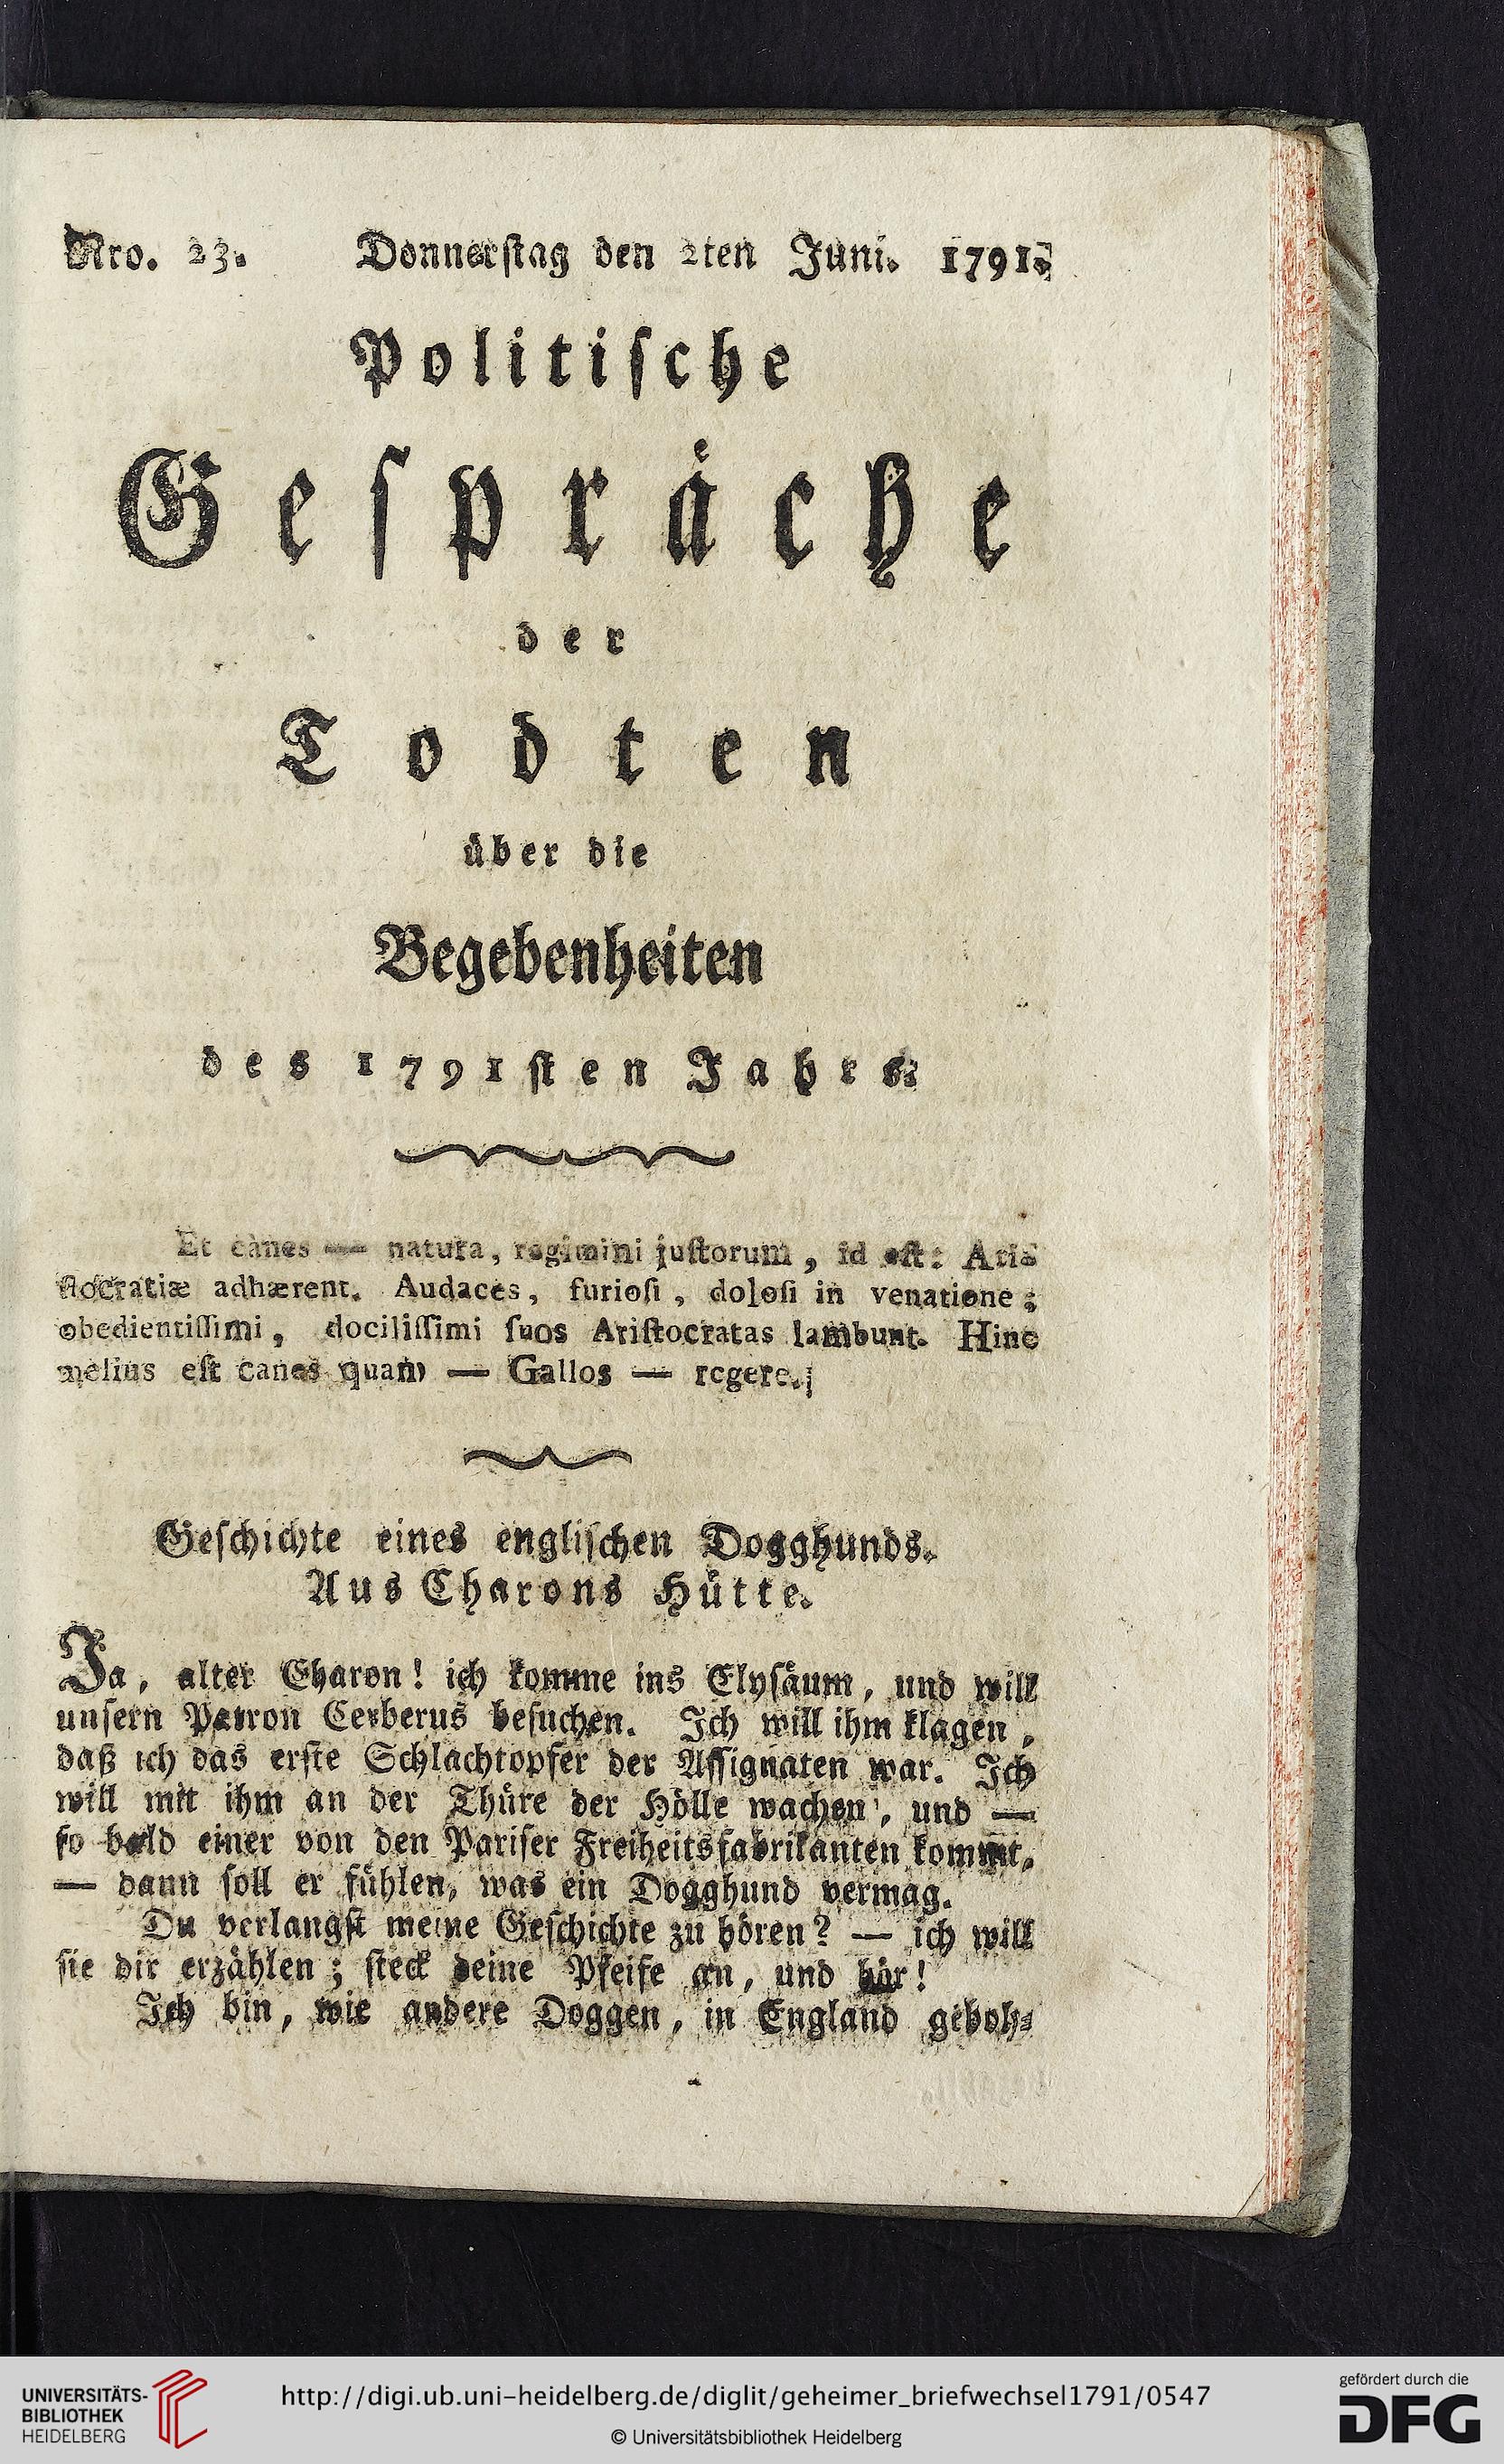 Nro. 23. Donnerstag den 2ten Juni. 1791.
Politische
Gespräche
der
Todten
über die
Begebenheiten
des 1791sten Jahrs.
Et canes — natura, regimini justorum, id est: Ari-
stocratiæ adhærent. Audaces, furiosi, dolosi in venatione;
obedientissimi, docilissimi suos Aristocratas lambunt. Hinc
melius est canes quam — Gallos — regere.
Geschichte eines englischen Dogghunds.
Aus Charons Hütte.
Ja, alter Charon! ich komme ins Elysäum, und will
unsern Patron Cerberus besuchen. Ich will ihm klagen,
daß ich das erste Schlachtopfer der Assignaten war. Ich
will mit ihm an der Thüre der Hölle wachen, und —
so bald einer von den Pariser Freiheitsfabrikanten kommt,
— dann soll er fühlen, was ein Dogghund vermag.
Du verlangst meine Geschichte zu hören? — ich will
sie dir erzählen; steck deine Pfeife an, und hör!
Ich bin, wie andere Doggen, in England geboh-
UNIVERSITÄTS-
BIBLIOTHEK
HEIDELBERG
http://digi.ub.uni-heidelberg.de/diglit/geheimer_briefwechsel1791/0547
© Universitätsbibliothek Heidelberg
gefördert durch die
DFG